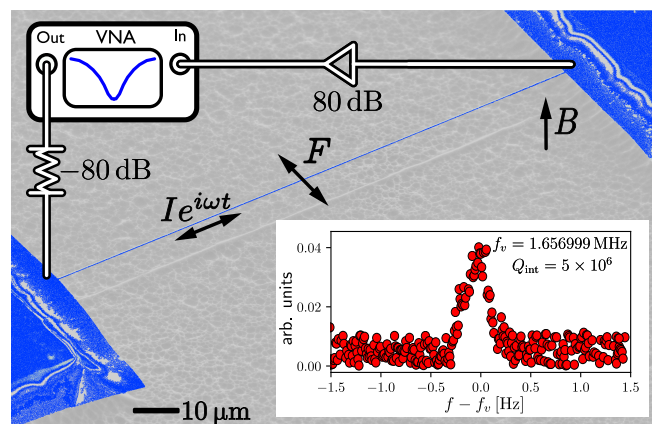 Out VNA In
80 dB
−80 dB
B
F
Ie^{iωt}
f_v = 1.656999 MHz
Q_int = 5 × 10^6
arb. units
0.04
0.02
0.00
−1.5 −1.0 −0.5 0.0 0.5 1.0 1.5
f − f_v [Hz]
10 μm